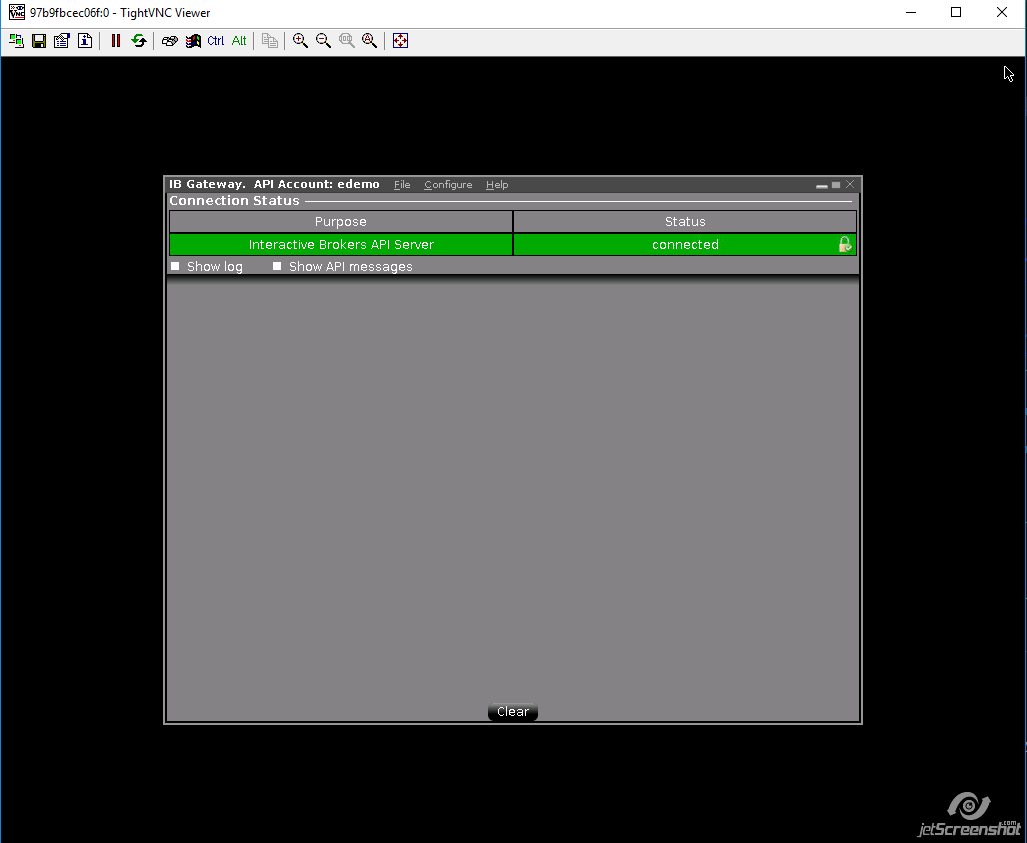 97b9fbcec06f:0 - TightVNC Viewer
Ctrl Alt
IB Gateway. API Account: edemo File Configure Help
Connection Status
Purpose Status
Interactive Brokers API Server connected
Show log Show API messages
Clear
jetScreenshot.com